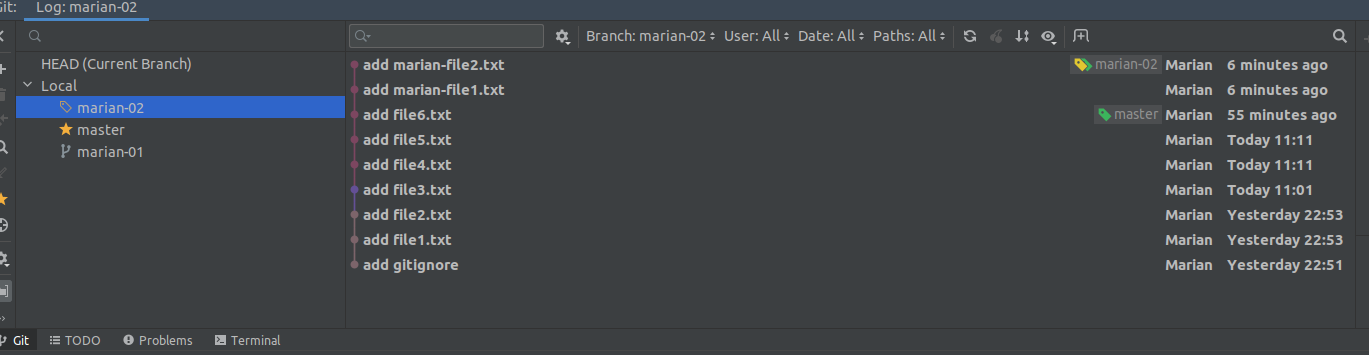 Git: Log: marian-02
Branch: marian-02 User: All Date: All Paths: All
HEAD (Current Branch)
Local
marian-02
master
marian-01
add marian-file2.txt marian-02 Marian 6 minutes ago
add marian-file1.txt Marian 6 minutes ago
add file6.txt master Marian 55 minutes ago
add file5.txt Marian Today 11:11
add file4.txt Marian Today 11:11
add file3.txt Marian Today 11:01
add file2.txt Marian Yesterday 22:53
add file1.txt Marian Yesterday 22:53
add gitignore Marian Yesterday 22:51
Git TODO Problems Terminal